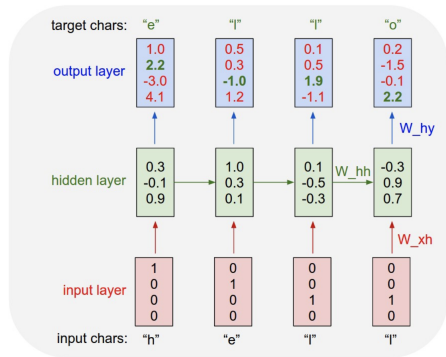 target chars: “e” “l” “l” “o”
1.0 0.5 0.1 0.2
2.2 0.3 0.5 -1.5
output layer
-3.0 -1.0 1.9 -0.1
4.1 1.2 -1.1 2.2
W_hy
0.3 1.0 0.1 W_hh -0.3
hidden layer -0.1 0.3 -0.5 0.9
0.9 0.1 -0.3 0.7
W_xh
1 0 0 0
0 1 0 0
input layer
0 0 1 1
0 0 0 0
input chars: “h” “e” “l” “l”